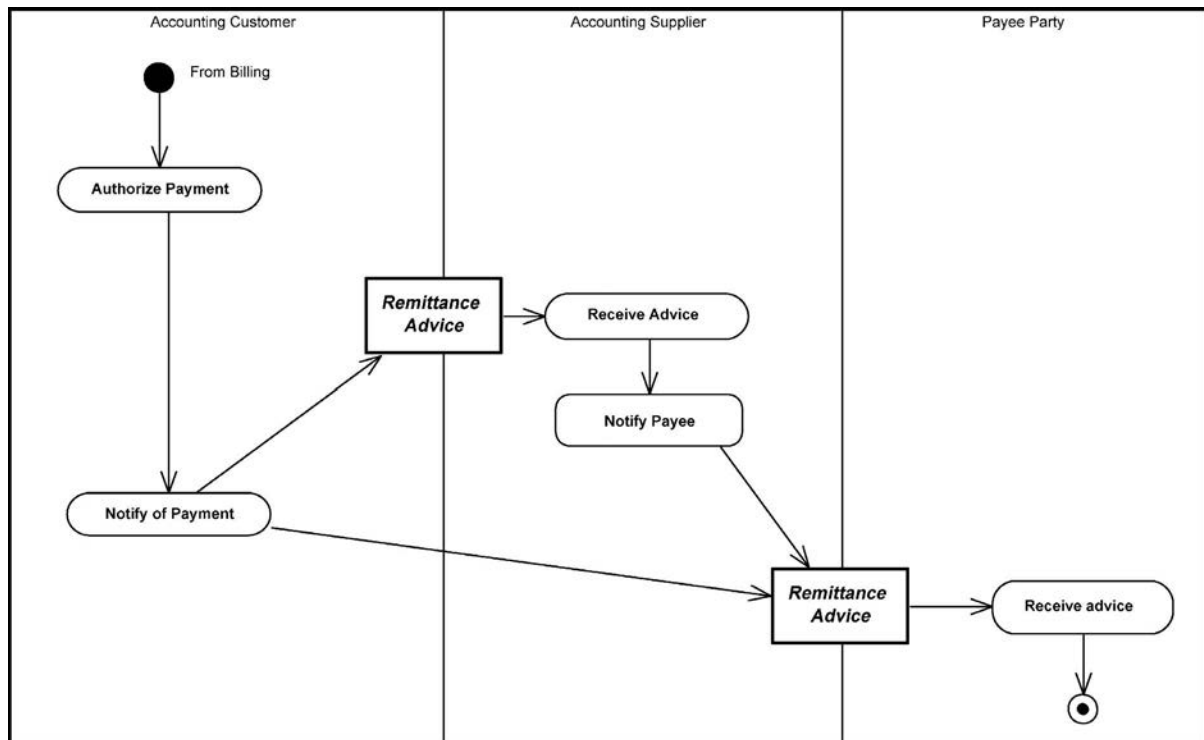 Accounting Customer
Accounting Supplier
Payee Party
From Billing
Authorize Payment
Remittance
Advice
Receive Advice
Notify Payee
Notify of Payment
Remittance
Advice
Receive advice